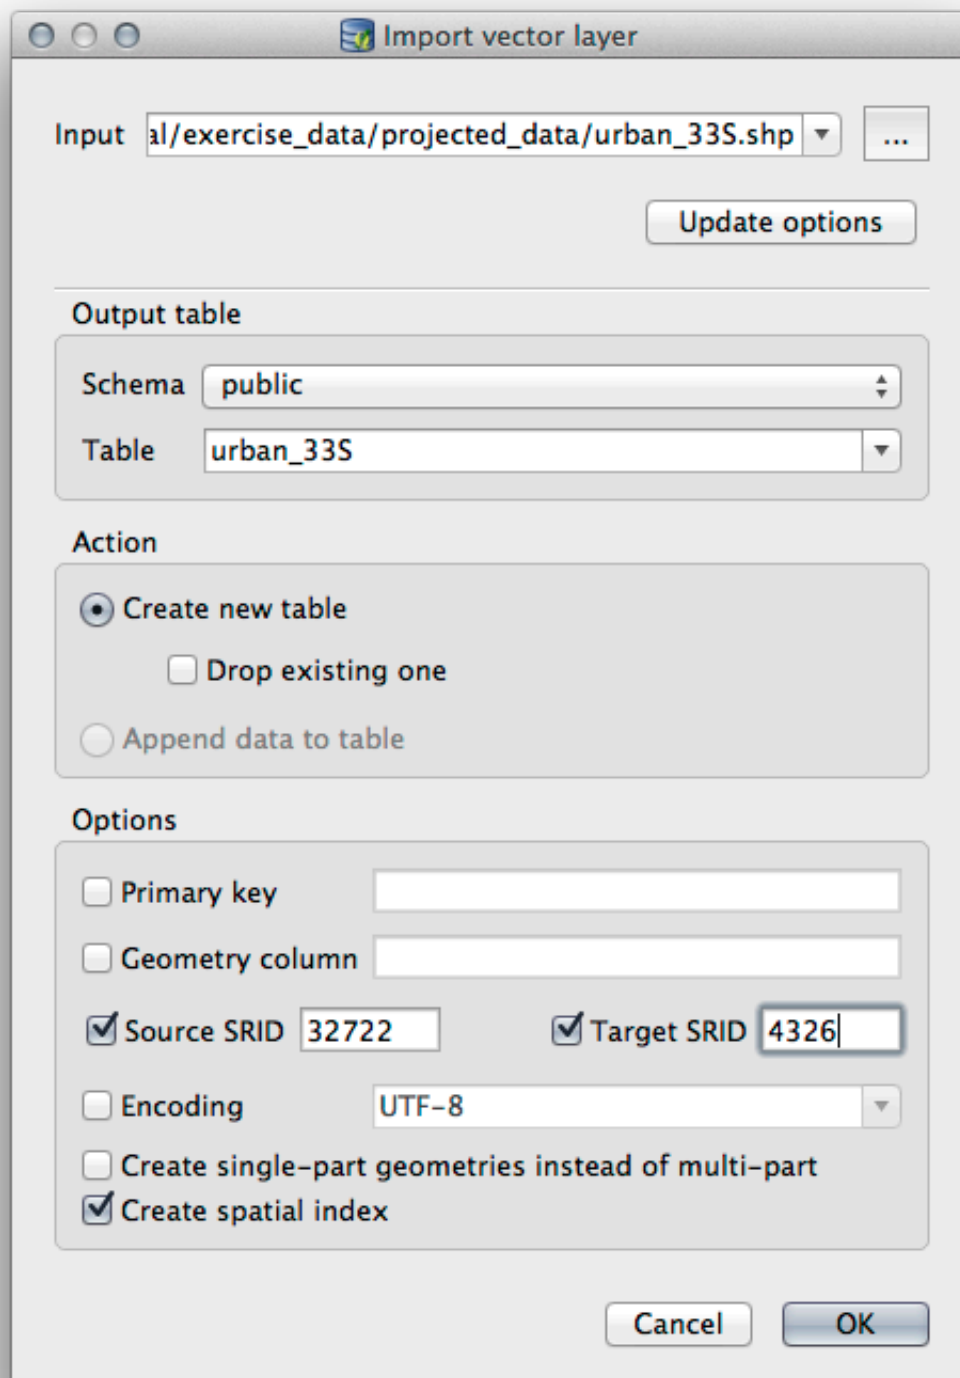 Import vector layer
Input al/exercise_data/projected_data/urban_33S.shp ...
Update options
Output table
Schema public
Table urban_33S
Action
Create new table
Drop existing one
Append data to table
Options
Primary key
Geometry column
Source SRID 32722 Target SRID 4326
Encoding UTF-8
Create single-part geometries instead of multi-part
Create spatial index
Cancel OK